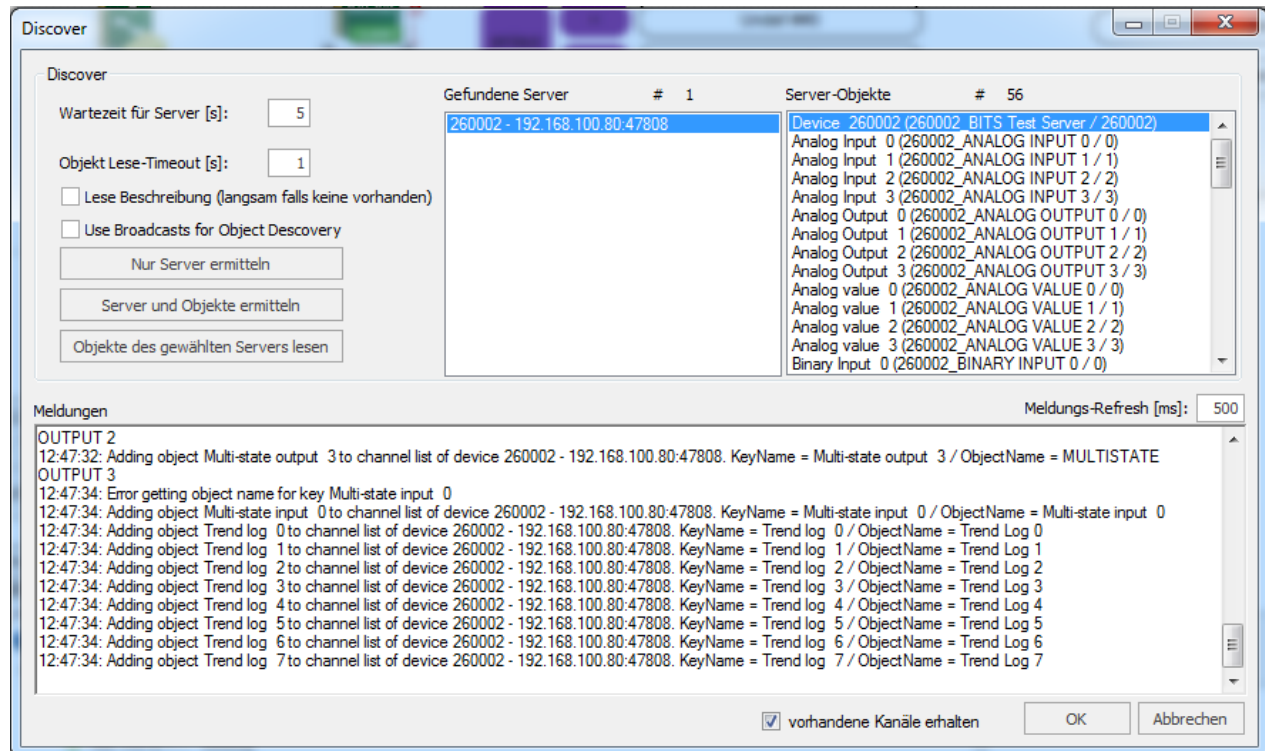 Discover
Discover
Wartezeit für Server [s]: 5
Objekt Lese-Timeout [s]: 1
Lese Beschreibung (langsam falls keine vorhanden)
Use Broadcasts for Object Descovery
Nur Server ermitteln
Server und Objekte ermitteln
Objekte des gewählten Servers lesen
Gefundene Server # 1
260002 - 192.168.100.80:47808
Server-Objekte # 56
Device 260002 (260002_BITS Test Server / 260002)
Analog Input 0 (260002_ANALOG INPUT 0 / 0)
Analog Input 1 (260002_ANALOG INPUT 1 / 1)
Analog Input 2 (260002_ANALOG INPUT 2 / 2)
Analog Input 3 (260002_ANALOG INPUT 3 / 3)
Analog Output 0 (260002_ANALOG OUTPUT 0 / 0)
Analog Output 1 (260002_ANALOG OUTPUT 1 / 1)
Analog Output 2 (260002_ANALOG OUTPUT 2 / 2)
Analog Output 3 (260002_ANALOG OUTPUT 3 / 3)
Analog value 0 (260002_ANALOG VALUE 0 / 0)
Analog value 1 (260002_ANALOG VALUE 1 / 1)
Analog value 2 (260002_ANALOG VALUE 2 / 2)
Analog value 3 (260002_ANALOG VALUE 3 / 3)
Binary Input 0 (260002_BINARY INPUT 0 / 0)
Meldungen
Meldungs-Refresh [ms]: 500
OUTPUT 2
12:47:32: Adding object Multi-state output 3 to channel list of device 260002 - 192.168.100.80:47808. KeyName = Multi-state output 3 / ObjectName = MULTISTATE
OUTPUT 3
12:47:34: Error getting object name for key Multi-state input 0
12:47:34: Adding object Multi-state input 0 to channel list of device 260002 - 192.168.100.80:47808. KeyName = Multi-state input 0 / ObjectName = Multi-state input 0
12:47:34: Adding object Trend log 0 to channel list of device 260002 - 192.168.100.80:47808. KeyName = Trend log 0 / ObjectName = Trend Log 0
12:47:34: Adding object Trend log 1 to channel list of device 260002 - 192.168.100.80:47808. KeyName = Trend log 1 / ObjectName = Trend Log 1
12:47:34: Adding object Trend log 2 to channel list of device 260002 - 192.168.100.80:47808. KeyName = Trend log 2 / ObjectName = Trend Log 2
12:47:34: Adding object Trend log 3 to channel list of device 260002 - 192.168.100.80:47808. KeyName = Trend log 3 / ObjectName = Trend Log 3
12:47:34: Adding object Trend log 4 to channel list of device 260002 - 192.168.100.80:47808. KeyName = Trend log 4 / ObjectName = Trend Log 4
12:47:34: Adding object Trend log 5 to channel list of device 260002 - 192.168.100.80:47808. KeyName = Trend log 5 / ObjectName = Trend Log 5
12:47:34: Adding object Trend log 6 to channel list of device 260002 - 192.168.100.80:47808. KeyName = Trend log 6 / ObjectName = Trend Log 6
12:47:34: Adding object Trend log 7 to channel list of device 260002 - 192.168.100.80:47808. KeyName = Trend log 7 / ObjectName = Trend Log 7
vorhandene Kanäle erhalten
OK
Abbrechen